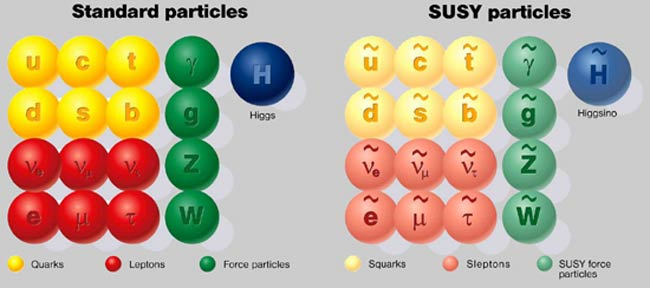 Standard particles
SUSY particles
u c t γ H
Higgs
d s b g
νe νμ ντ Z
e μ τ W
Quarks Leptons Force particles
ũ c̃ t̃ γ̃ H̃
Higgsino
d̃ s̃ b̃ g̃
ν̃e ν̃μ ν̃τ Z̃
ẽ μ̃ τ̃ W̃
Squarks Sleptons SUSY force
particles